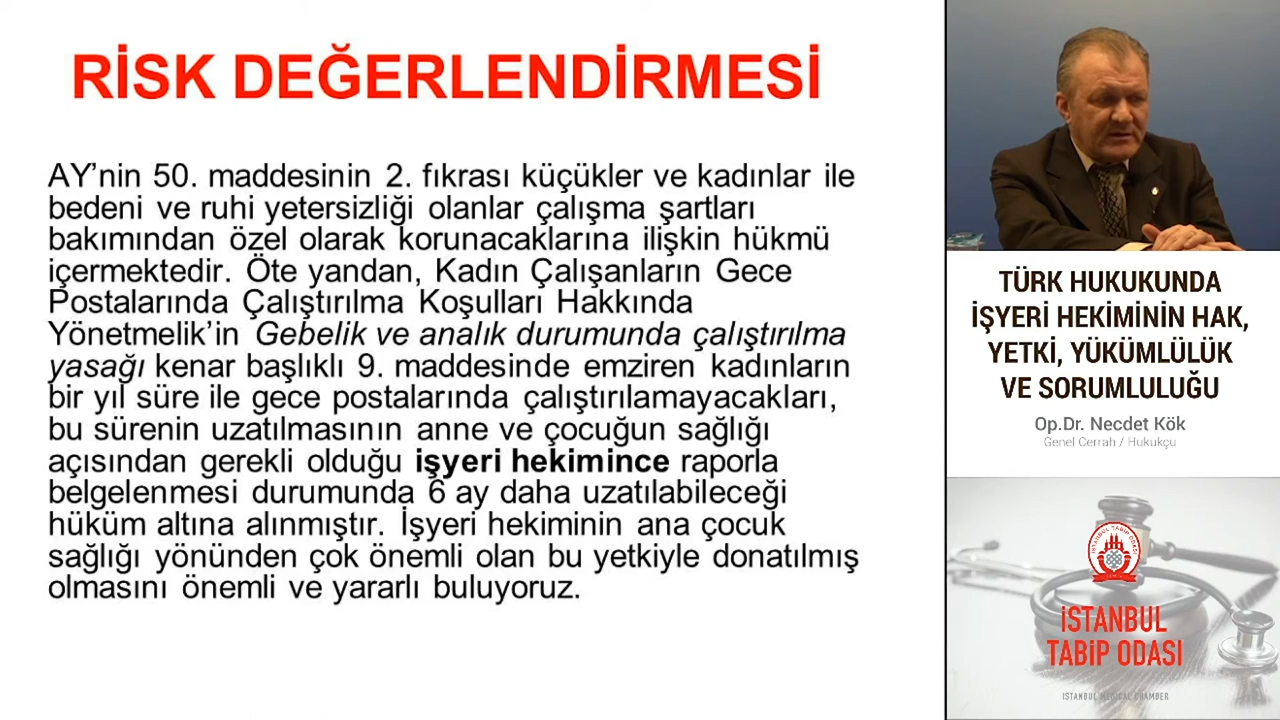 RİSK DEĞERLENDİRMESİ
AY’nin 50. maddesinin 2. fıkrası küçükler ve kadınlar ile
bedeni ve ruhi yetersizliği olanlar çalışma şartları
bakımından özel olarak korunacaklarına ilişkin hükmü
içermektedir. Öte yandan, Kadın Çalışanların Gece
Postalarında Çalıştırılma Koşulları Hakkında
Yönetmelik’in Gebelik ve analık durumunda çalıştırılma
yasağı kenar başlıklı 9. maddesinde emziren kadınların
bir yıl süre ile gece postalarında çalıştırılamayacakları,
bu sürenin uzatılmasının anne ve çocuğun sağlığı
açısından gerekli olduğu işyeri hekimince raporla
belgelenmesi durumunda 6 ay daha uzatılabileceği
hüküm altına alınmıştır. İşyeri hekiminin ana çocuk
sağlığı yönünden çok önemli olan bu yetkiyle donatılmış
olmasını önemli ve yararlı buluyoruz.
TÜRK HUKUKUNDA
İŞYERİ HEKİMİNİN HAK,
YETKİ, YÜKÜMLÜLÜK
VE SORUMLULUĞU
Op.Dr. Necdet Kök
Genel Cerrah / Hukukçu
İSTANBUL TABİP ODASI
İSTANBUL
TABİP ODASI
ISTANBUL MEDICAL CHAMBER